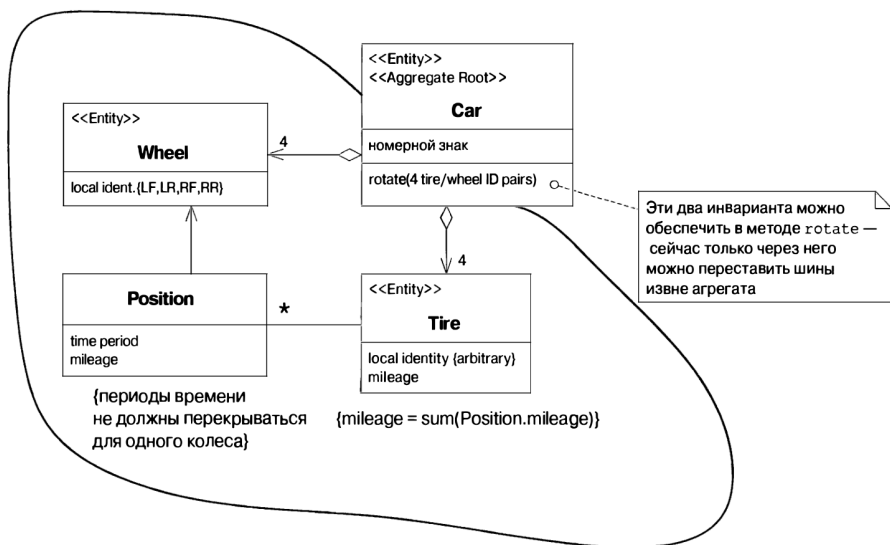 <<Entity>>
<<Aggregate Root>>
Car
номерной знак
rotate(4 tire/wheel ID pairs)
<<Entity>>
Wheel
local ident.{LF,LR,RF,RR}
4
4
Эти два инварианта можно
обеспечить в методе rotate —
сейчас только через него
можно переставить шины
извне агрегата
Position
time period
mileage
*
<<Entity>>
Tire
local identity {arbitrary}
mileage
{периоды времени
не должны перекрываться
для одного колеса}
{mileage = sum(Position.mileage)}